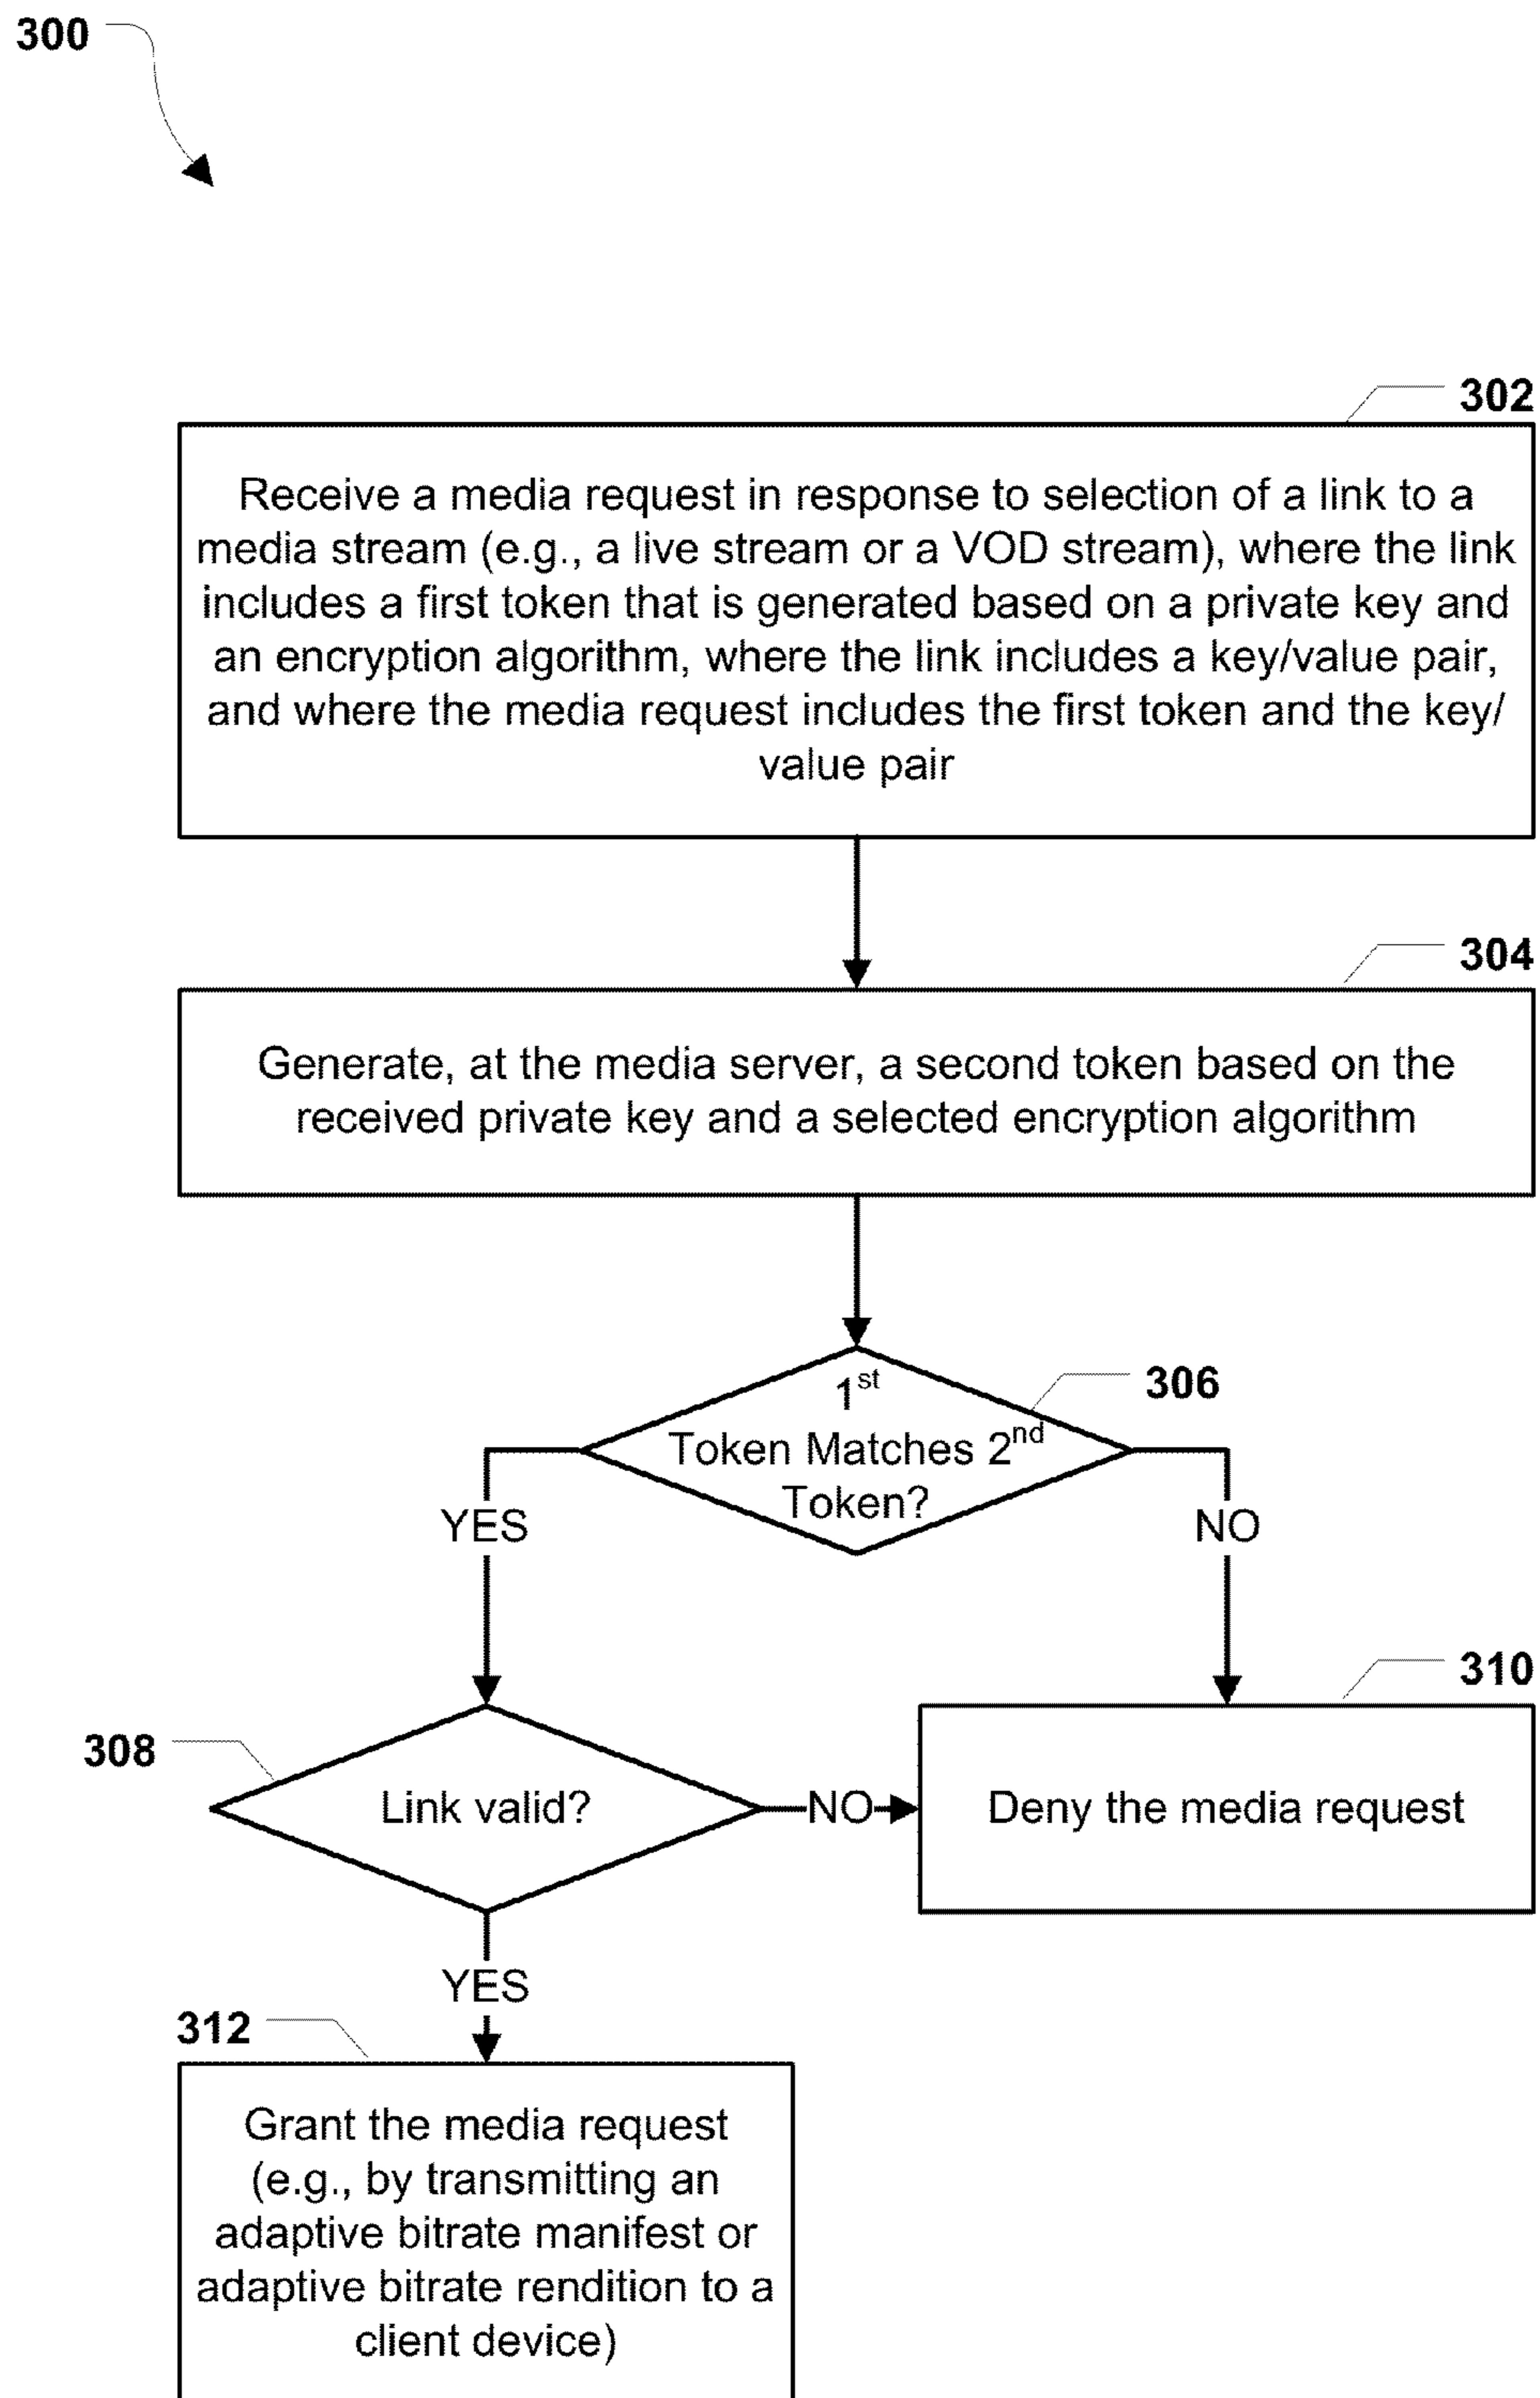 300
302
Receive a media request in response to selection of a link to a
media stream (e.g., a live stream or a VOD stream), where the link
includes a first token that is generated based on a private key and
an encryption algorithm, where the link includes a key/value pair,
and where the media request includes the first token and the key/
value pair
304
Generate, at the media server, a second token based on the
received private key and a selected encryption algorithm
306
1st
Token Matches 2nd
Token?
YES
NO
310
308
Link valid?
NO
Deny the media request
YES
312
Grant the media request
(e.g., by transmitting an
adaptive bitrate manifest or
adaptive bitrate rendition to a
client device)